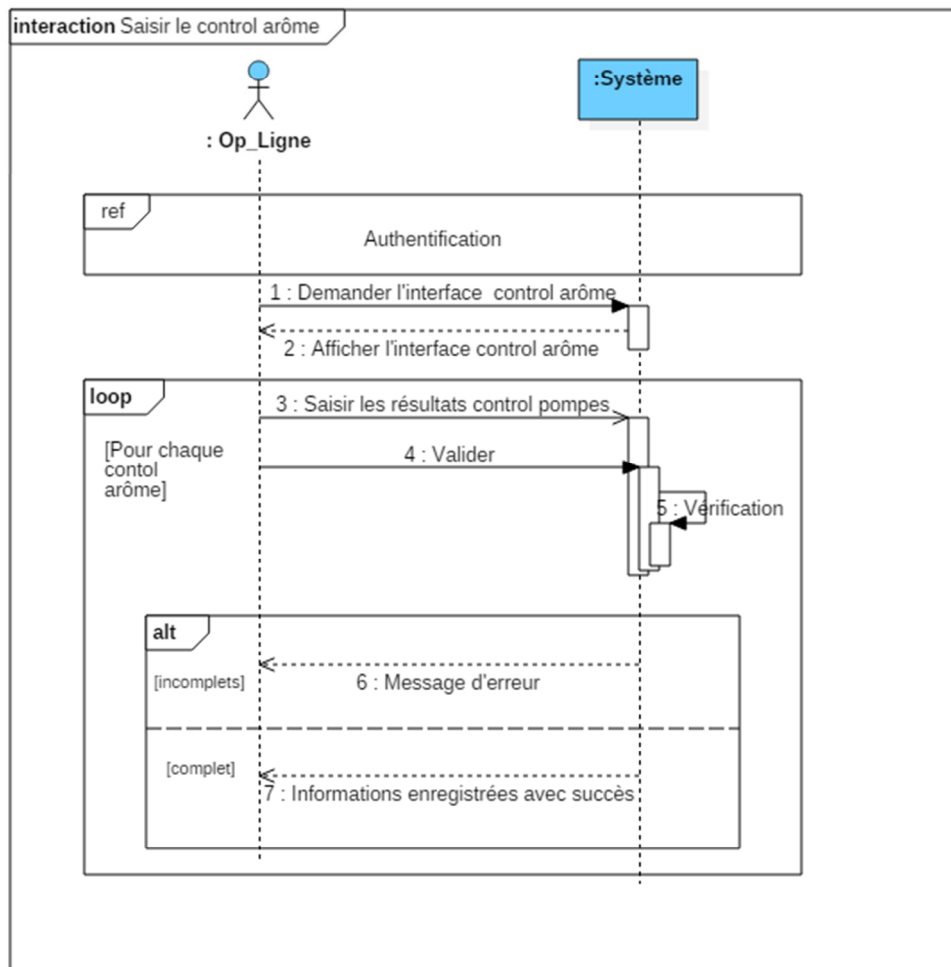 interaction Saisir le control arôme
: Op_Ligne
:Système
ref
Authentification
1 : Demander l'interface control arôme
2 : Afficher l'interface control arôme
loop
[Pour chaque
contol
arôme]
3 : Saisir les résultats control pompes
4 : Valider
5 : Vérification
alt
[incomplets]
6 : Message d'erreur
[complet]
7 : Informations enregistrées avec succès